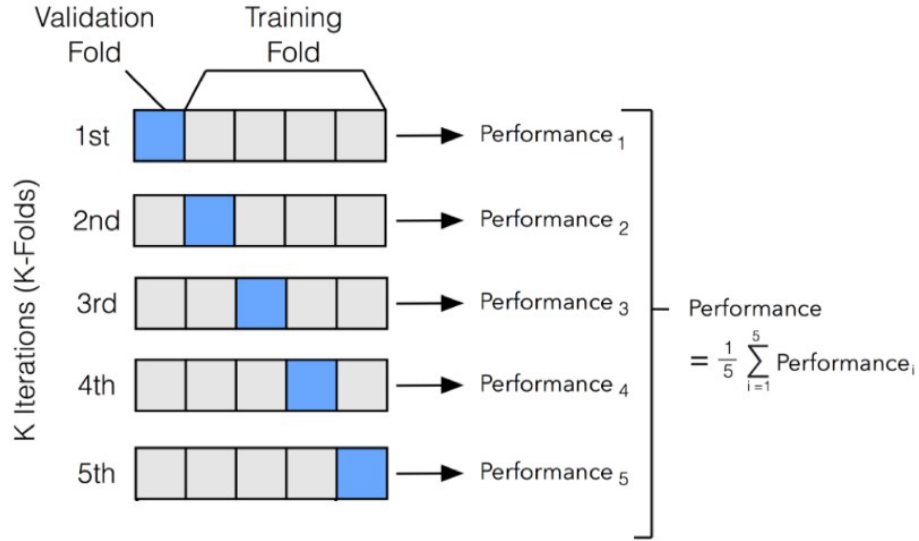 Validation
Fold
Training
Fold
K Iterations (K-Folds)
1st
Performance 1
2nd
Performance 2
3rd
Performance 3
4th
Performance 4
5th
Performance 5
Performance
= 1/5 5∑i=1 Performance i